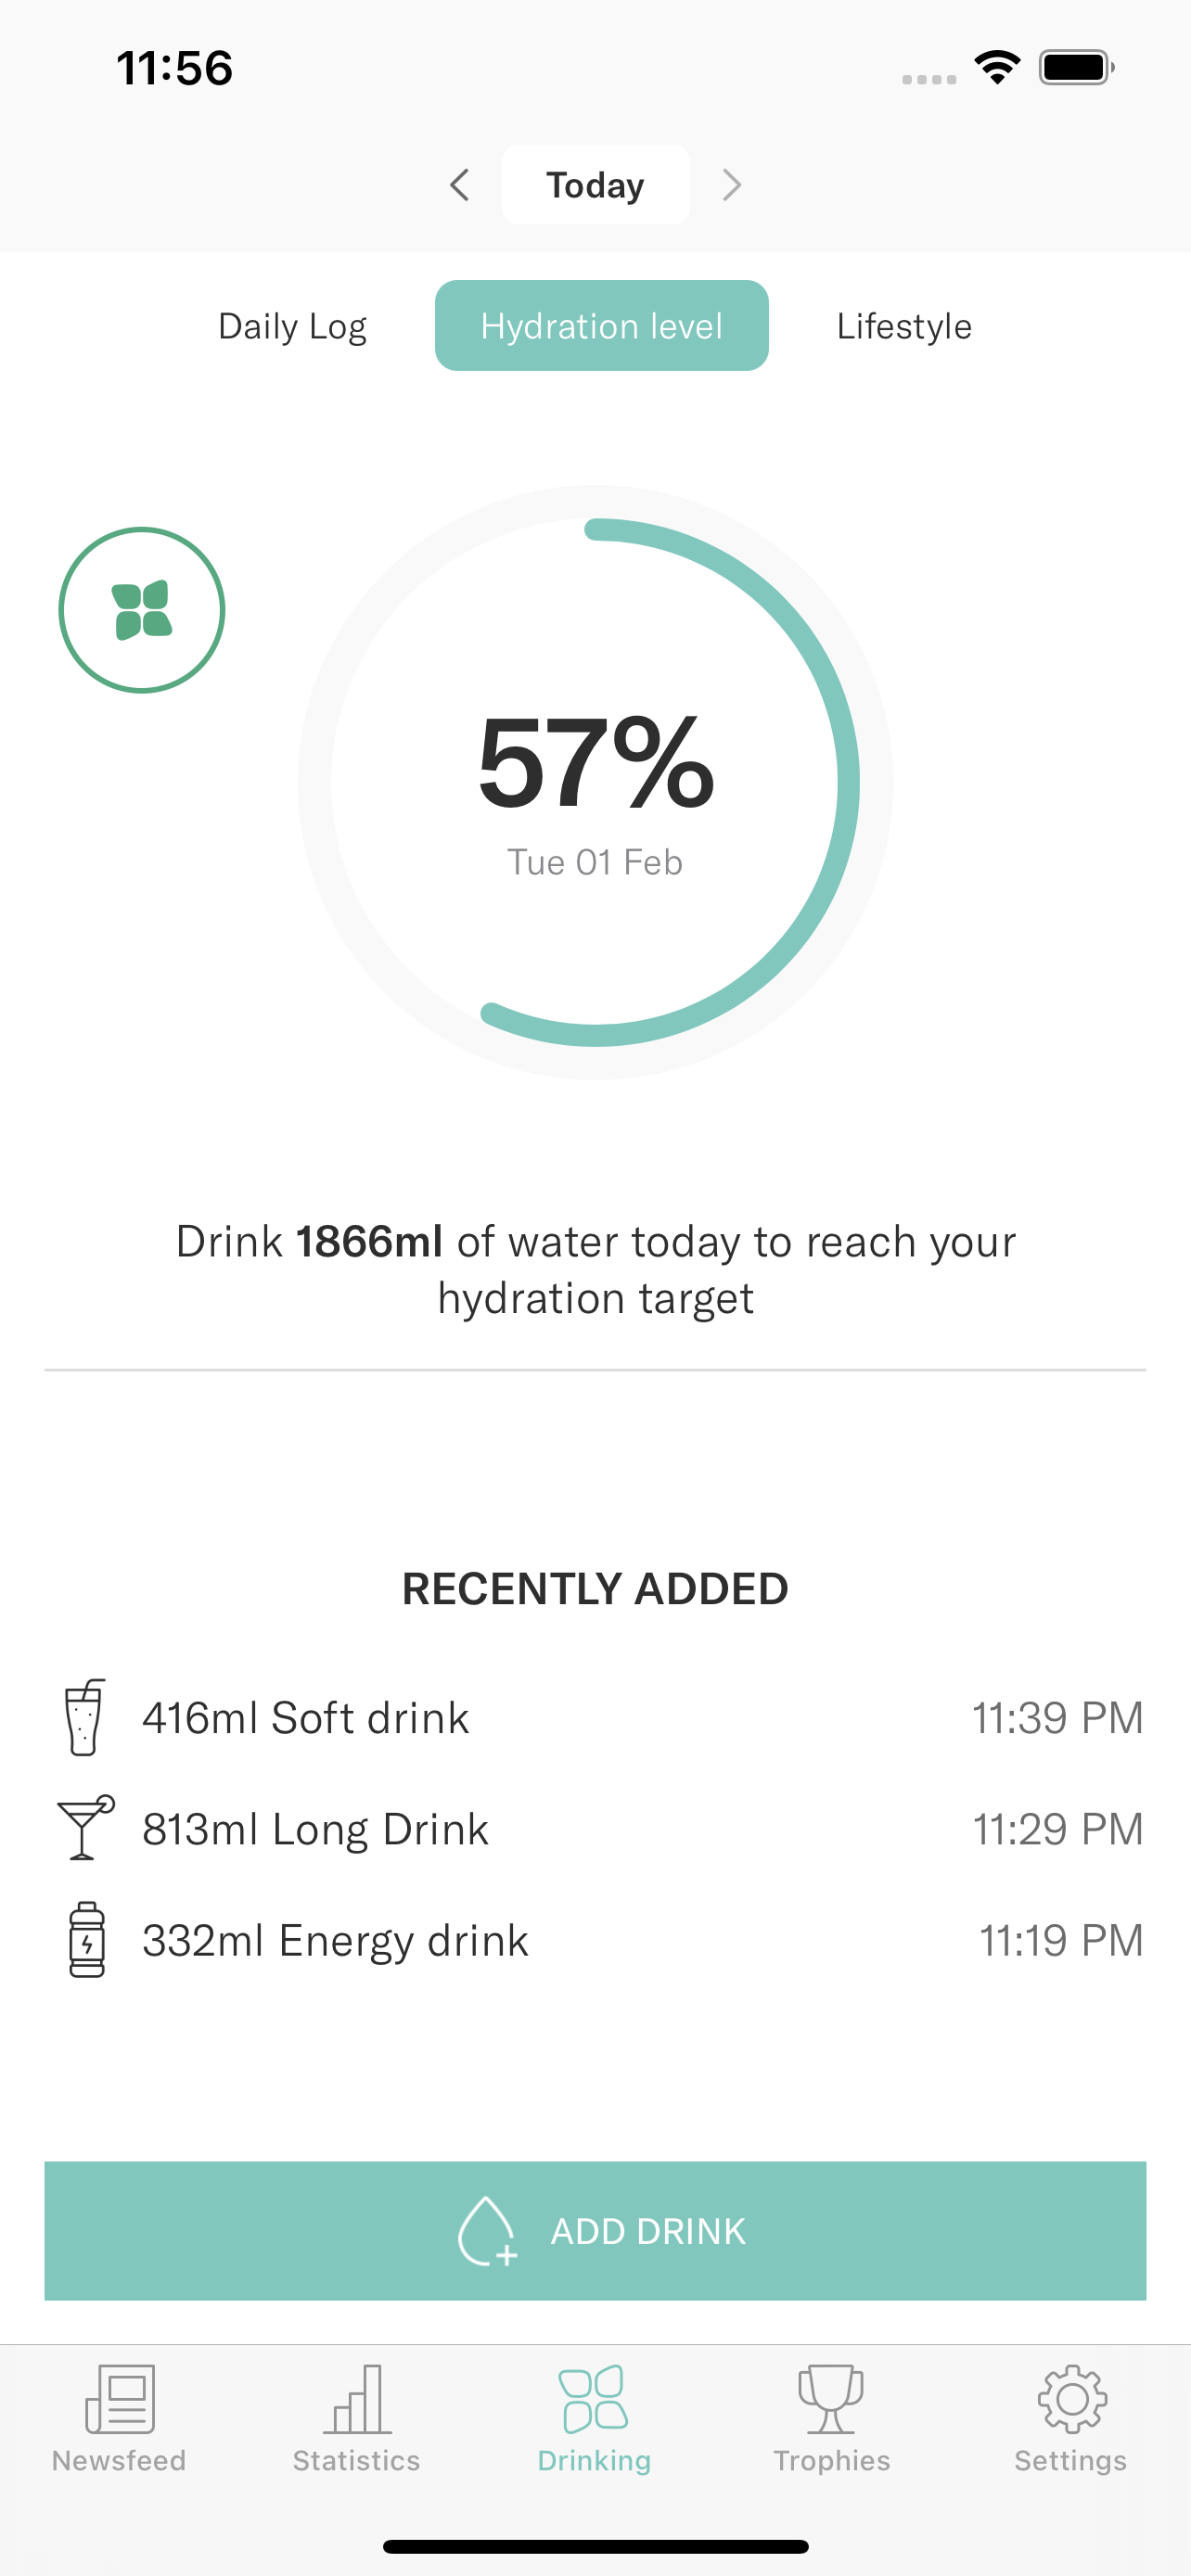 11:56
Today
Daily Log
Hydration level
Lifestyle
57%
Tue 01 Feb
Drink 1866ml of water today to reach your
hydration target
RECENTLY ADDED
416ml Soft drink 11:39 PM
813ml Long Drink 11:29 PM
332ml Energy drink 11:19 PM
ADD DRINK
Newsfeed
Statistics
Drinking
Trophies
Settings